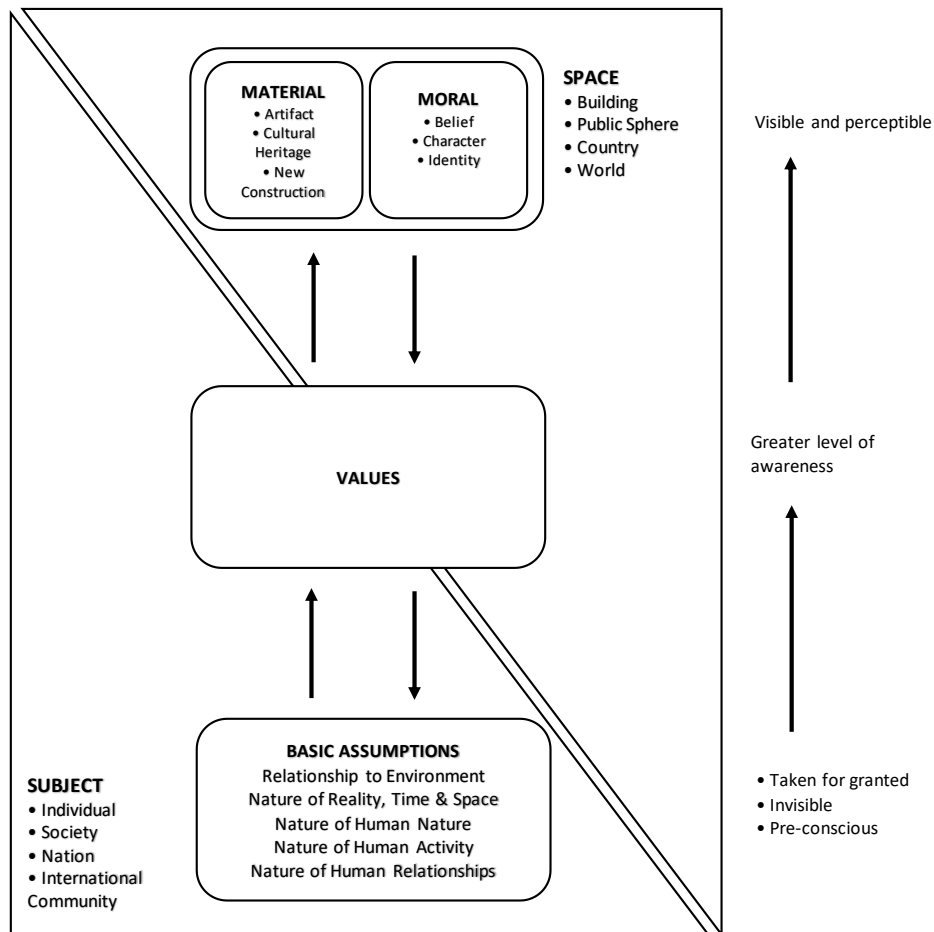 MATERIAL
• Artifact
• Cultural
Heritage
• New
Construction
MORAL
• Belief
• Character
• Identity
SPACE
• Building
• Public Sphere
• Country
• World
Visible and perceptible
VALUES
Greater level of
awareness
BASIC ASSUMPTIONS
Relationship to Environment
Nature of Reality, Time & Space
Nature of Human Nature
Nature of Human Activity
Nature of Human Relationships
SUBJECT
• Individual
• Society
• Nation
• International
Community
• Taken for granted
• Invisible
• Pre-conscious